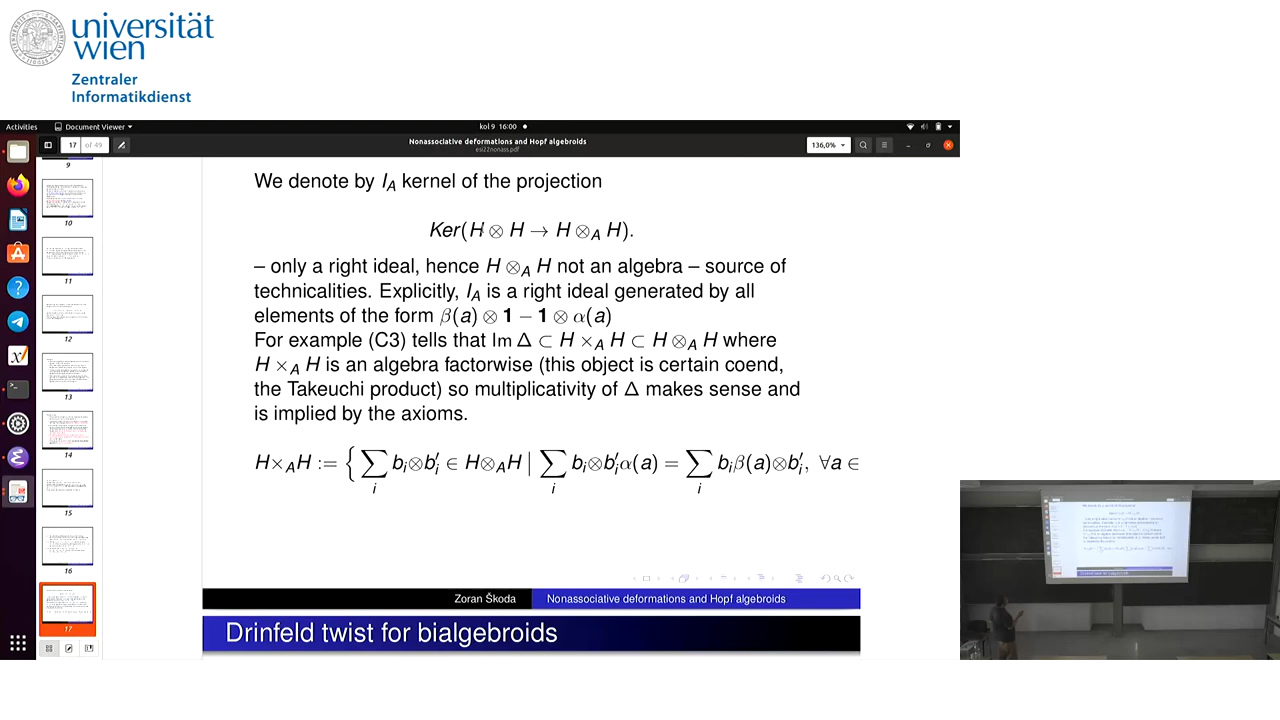 universität
wien
Zentraler
Informatikdienst
Activities Document Viewer kol 9 16:00
17 of 49 Nonassociative deformations and Hopf algebroids 136,0%
esi22nonass.pdf
9
10
11
12
13
14
15
16
17
We denote by I_A kernel of the projection
Ker(H ⊗ H → H ⊗_A H).
– only a right ideal, hence H ⊗_A H not an algebra – source of
technicalities. Explicitly, I_A is a right ideal generated by all
elements of the form β(a) ⊗ 1 − 1 ⊗ α(a)
For example (C3) tells that Im Δ ⊂ H ×_A H ⊂ H ⊗_A H where
H ×_A H is an algebra factorwise (this object is certain coend,
the Takeuchi product) so multiplicativity of Δ makes sense and
is implied by the axioms.
H×_A H := { ∑_i b_i⊗b'_i ∈ H⊗_A H | ∑_i b_i⊗b'_iα(a) = ∑_i b_iβ(a)⊗b'_i, ∀a ∈
Zoran Škoda Nonassociative deformations and Hopf algebroids
Drinfeld twist for bialgebroids